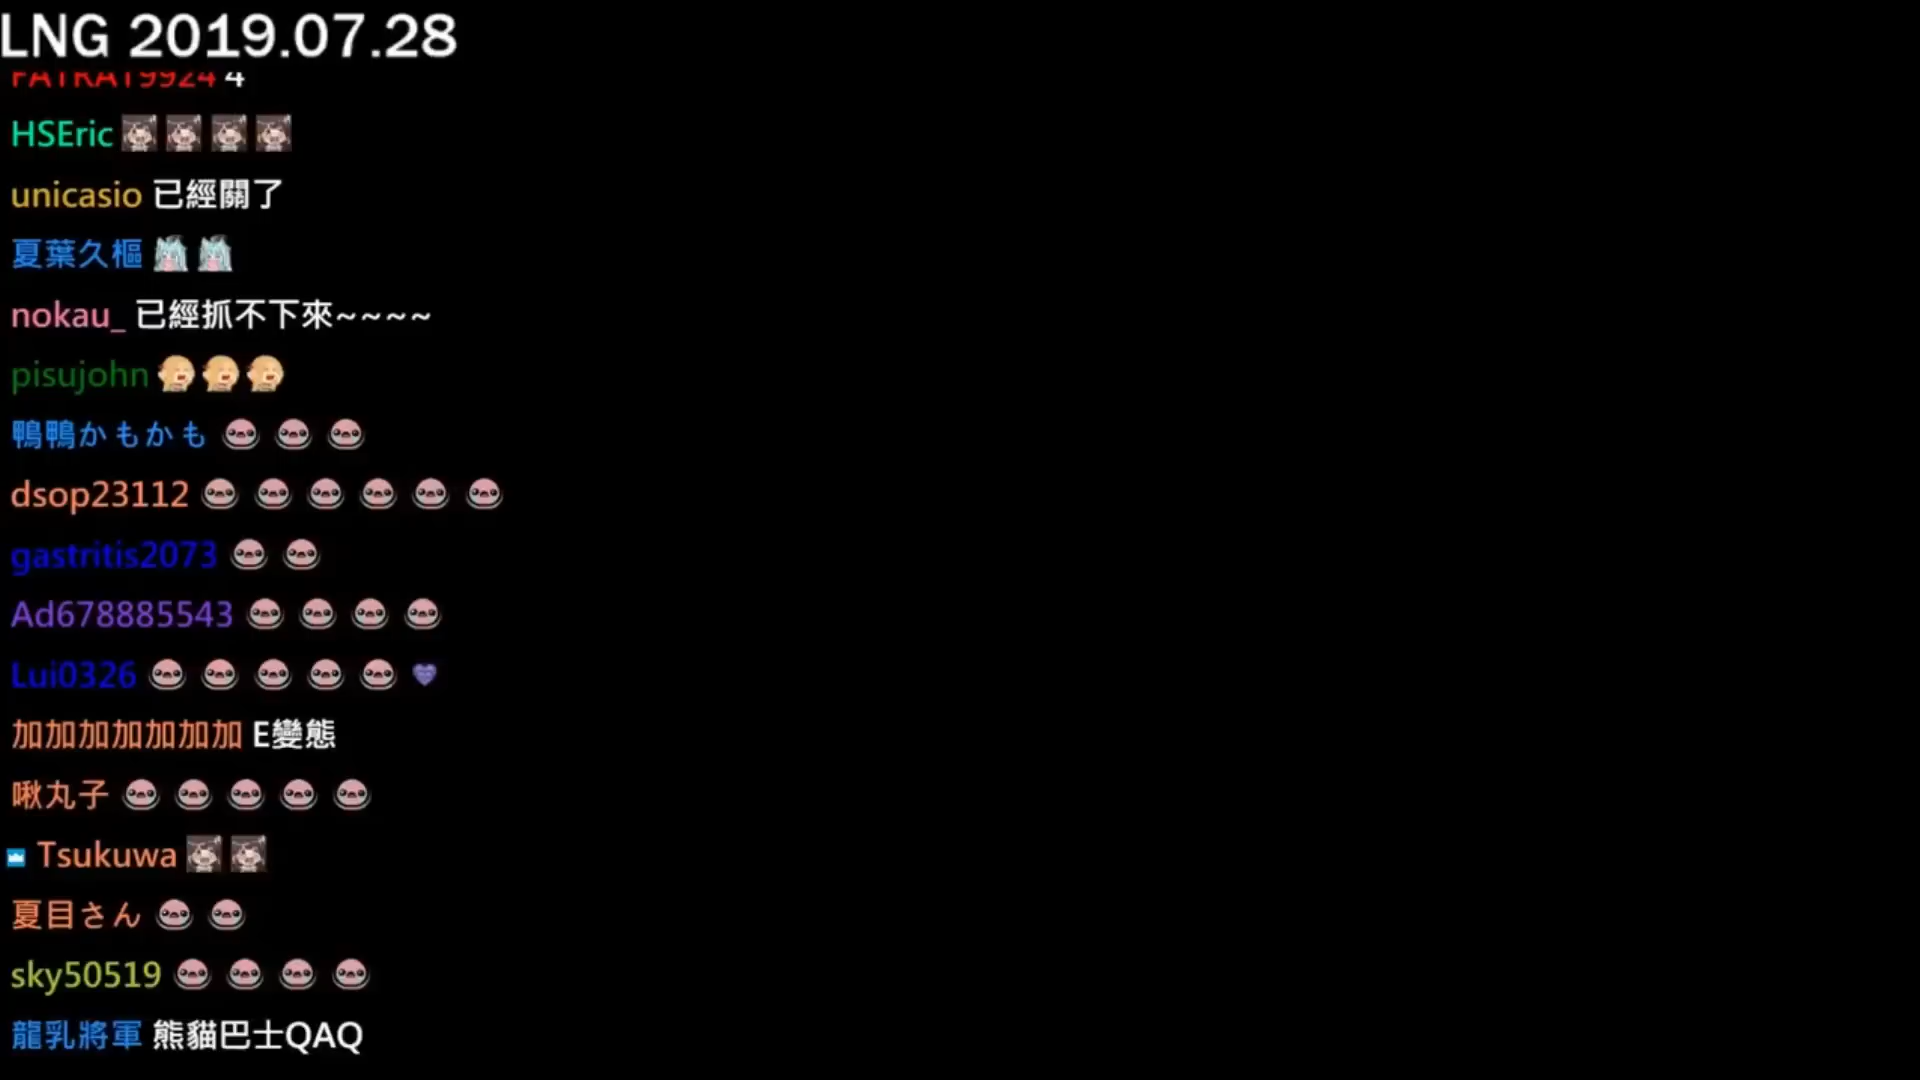 LNG 2019.07.28
4
HSEric
unicasio 已經關了
夏葉久樞
nokau_ 已經抓不下來~~~~
pisujohn
鴨鴨かもかも
dsop23112
gastritis2073
Ad678885543
Lui0326
加加加加加加加 E變態
啾丸子
Tsukuwa
夏目さん
sky50519
龍乳將軍 熊貓巴士QAQ